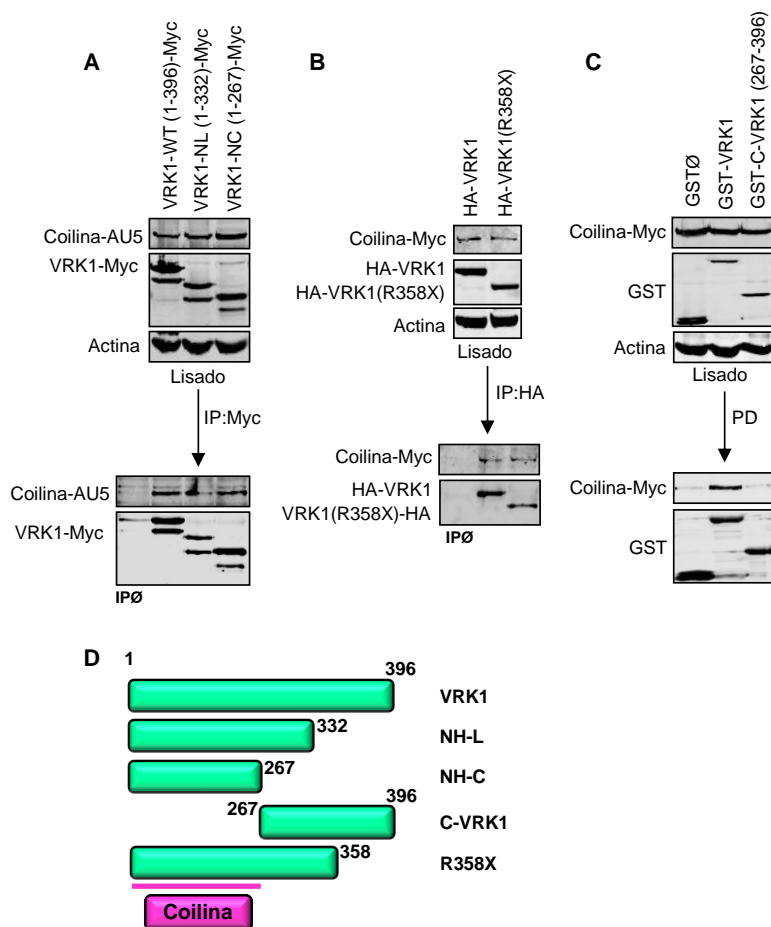 A
VRK1-WT (1-396)-Myc
VRK1-NL (1-332)-Myc
VRK1-NC (1-267)-Myc
Coilina-AU5
VRK1-Myc
Actina
Lisado
IP:Myc
Coilina-AU5
VRK1-Myc
IPØ
B
HA-VRK1
HA-VRK1(R358X)
Coilina-Myc
HA-VRK1
HA-VRK1(R358X)
Actina
Lisado
IP:HA
Coilina-Myc
HA-VRK1
VRK1(R358X)-HA
IPØ
C
GSTØ
GST-VRK1
GST-C-VRK1 (267-396)
Coilina-Myc
GST
Actina
Lisado
PD
Coilina-Myc
GST
D
1
396
VRK1
332
NH-L
267
NH-C
267
396
C-VRK1
358
R358X
Coilina